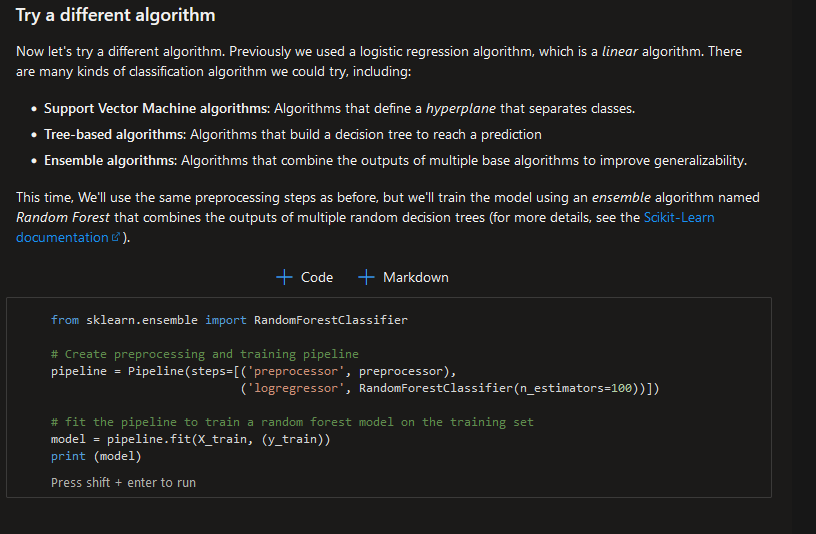 Try a different algorithm
Now let's try a different algorithm. Previously we used a logistic regression algorithm, which is a linear algorithm. There
are many kinds of classification algorithm we could try, including:
• Support Vector Machine algorithms: Algorithms that define a hyperplane that separates classes.
• Tree-based algorithms: Algorithms that build a decision tree to reach a prediction
• Ensemble algorithms: Algorithms that combine the outputs of multiple base algorithms to improve generalizability.
This time, We'll use the same preprocessing steps as before, but we'll train the model using an ensemble algorithm named
Random Forest that combines the outputs of multiple random decision trees (for more details, see the Scikit-Learn
documentation).
+ Code + Markdown
from sklearn.ensemble import RandomForestClassifier
# Create preprocessing and training pipeline
pipeline = Pipeline(steps=[('preprocessor', preprocessor),
('logregressor', RandomForestClassifier(n_estimators=100))])
# fit the pipeline to train a random forest model on the training set
model = pipeline.fit(X_train, (y_train))
print (model)
Press shift + enter to run